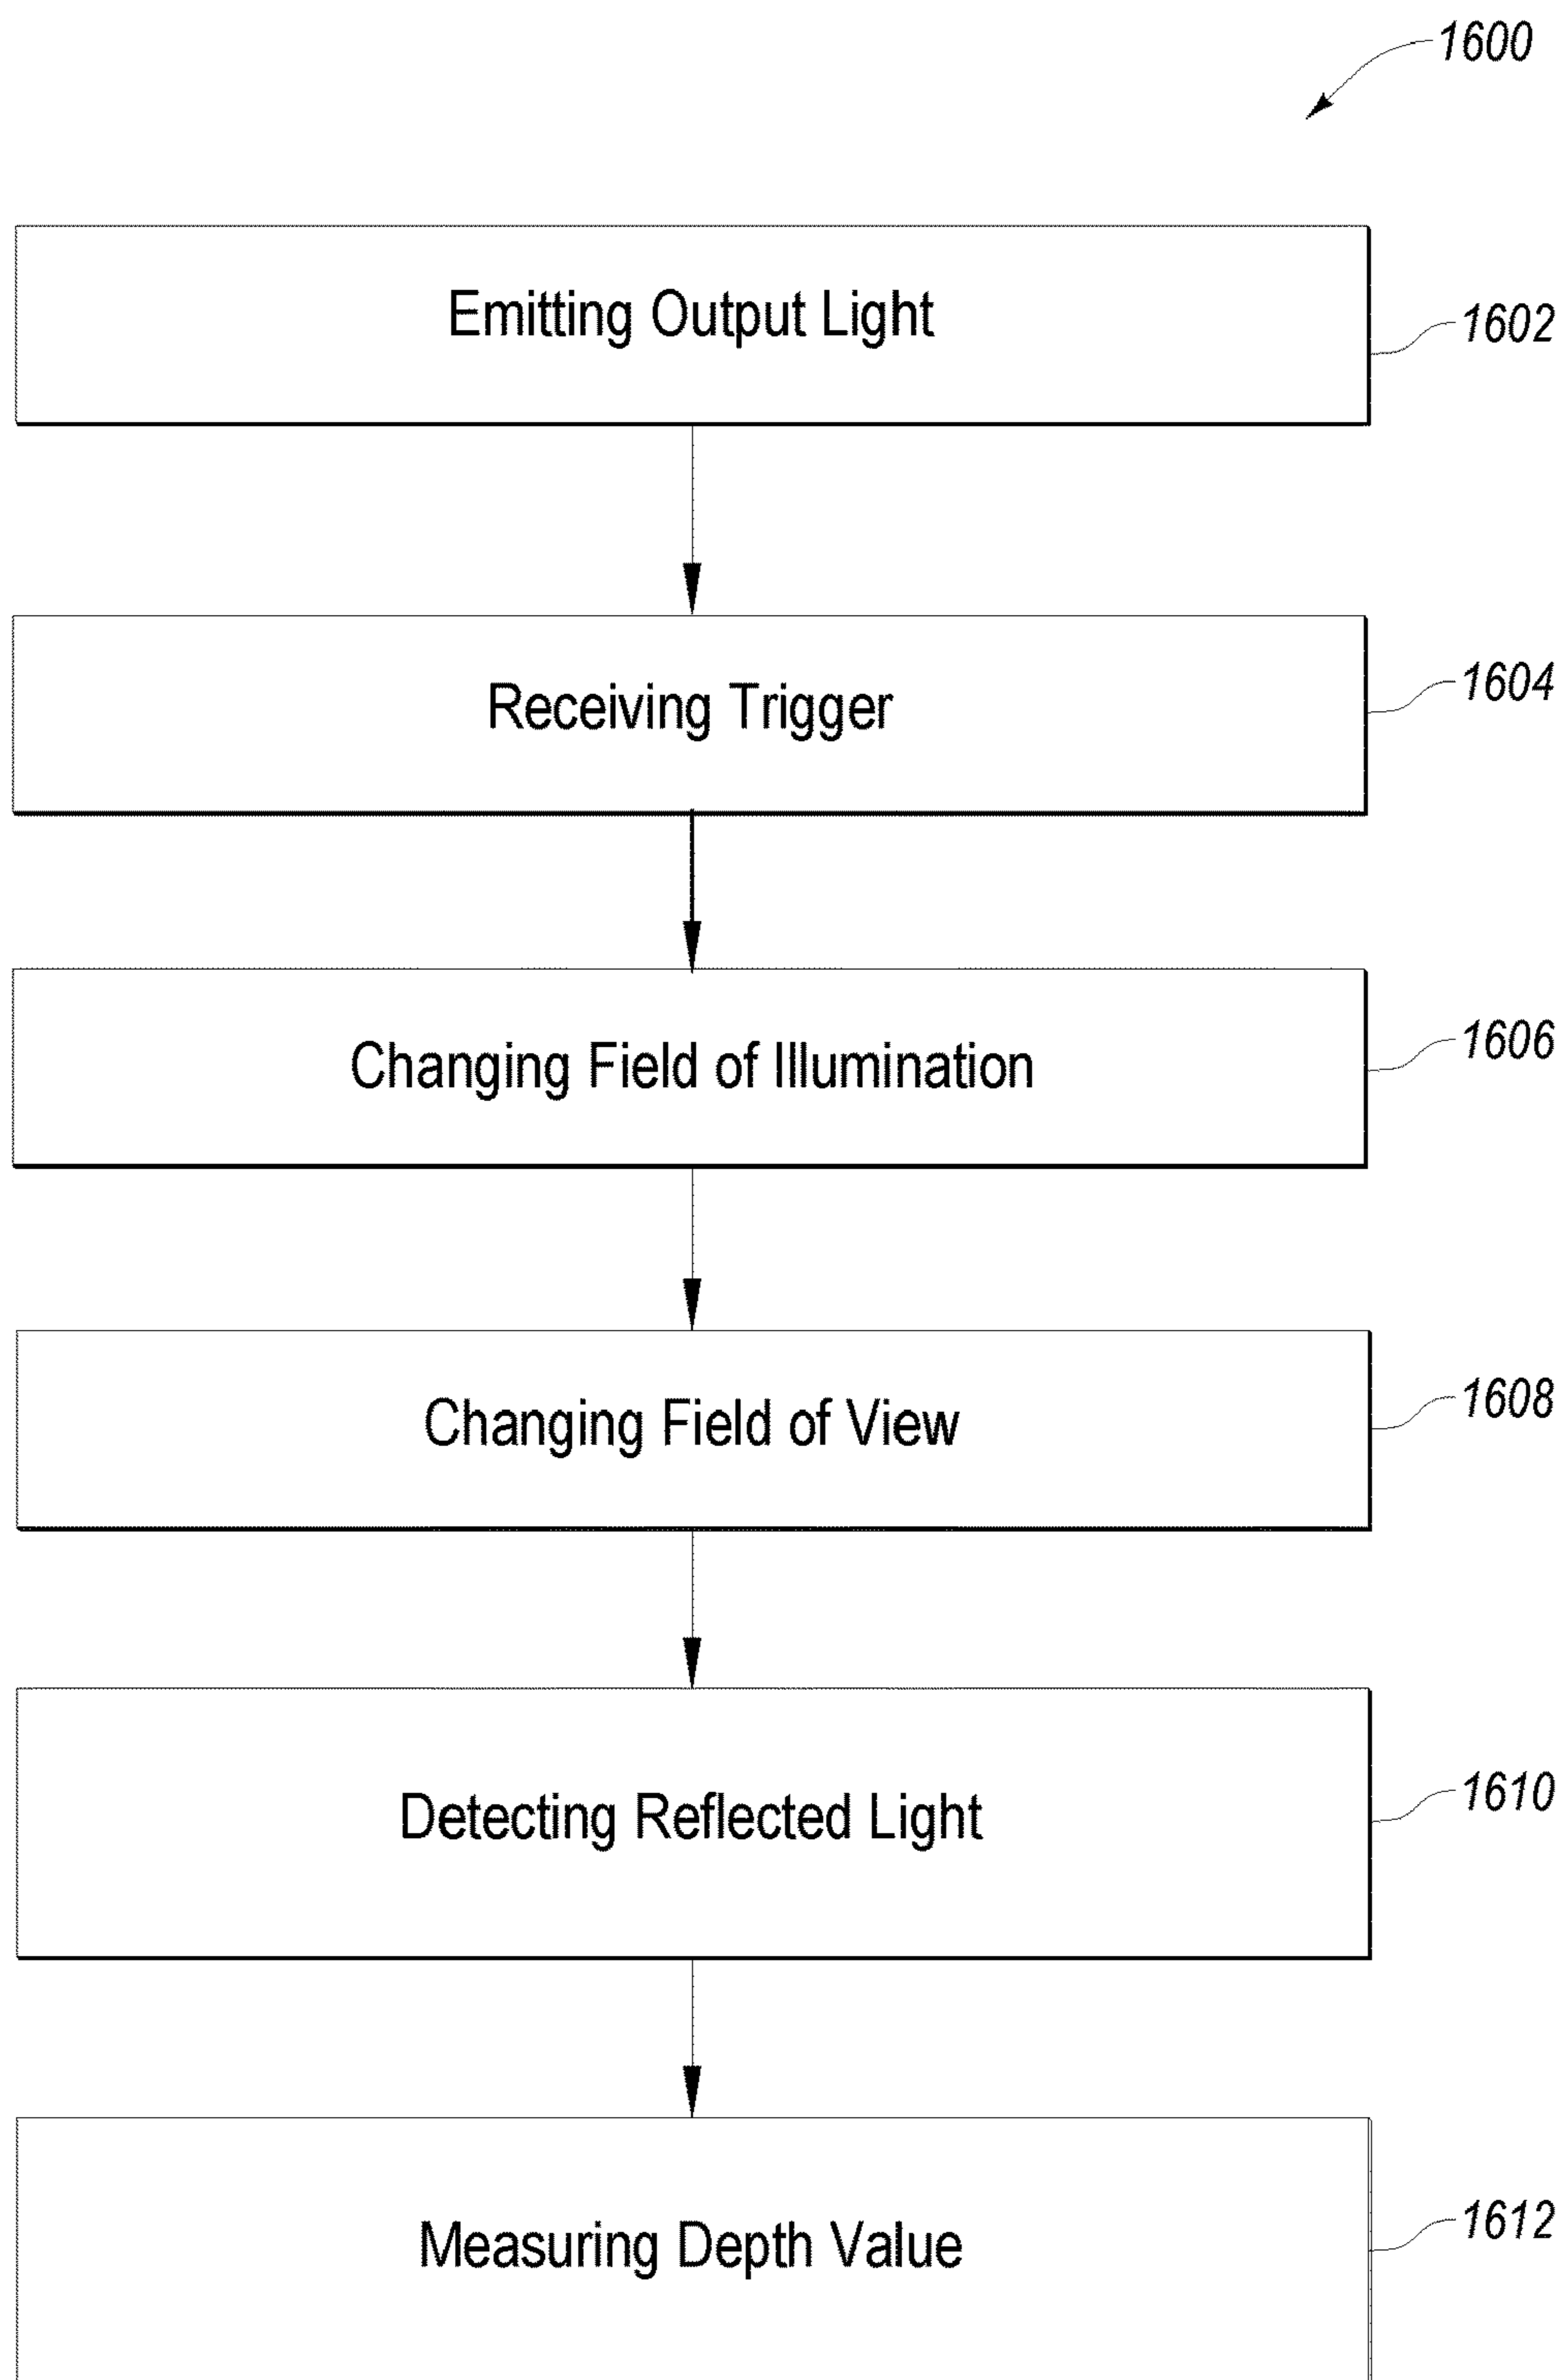 1600
Emitting Output Light
1602
Receiving Trigger
1604
Changing Field of Illumination
1606
Changing Field of View
1608
Detecting Reflected Light
1610
Measuring Depth Value
1612